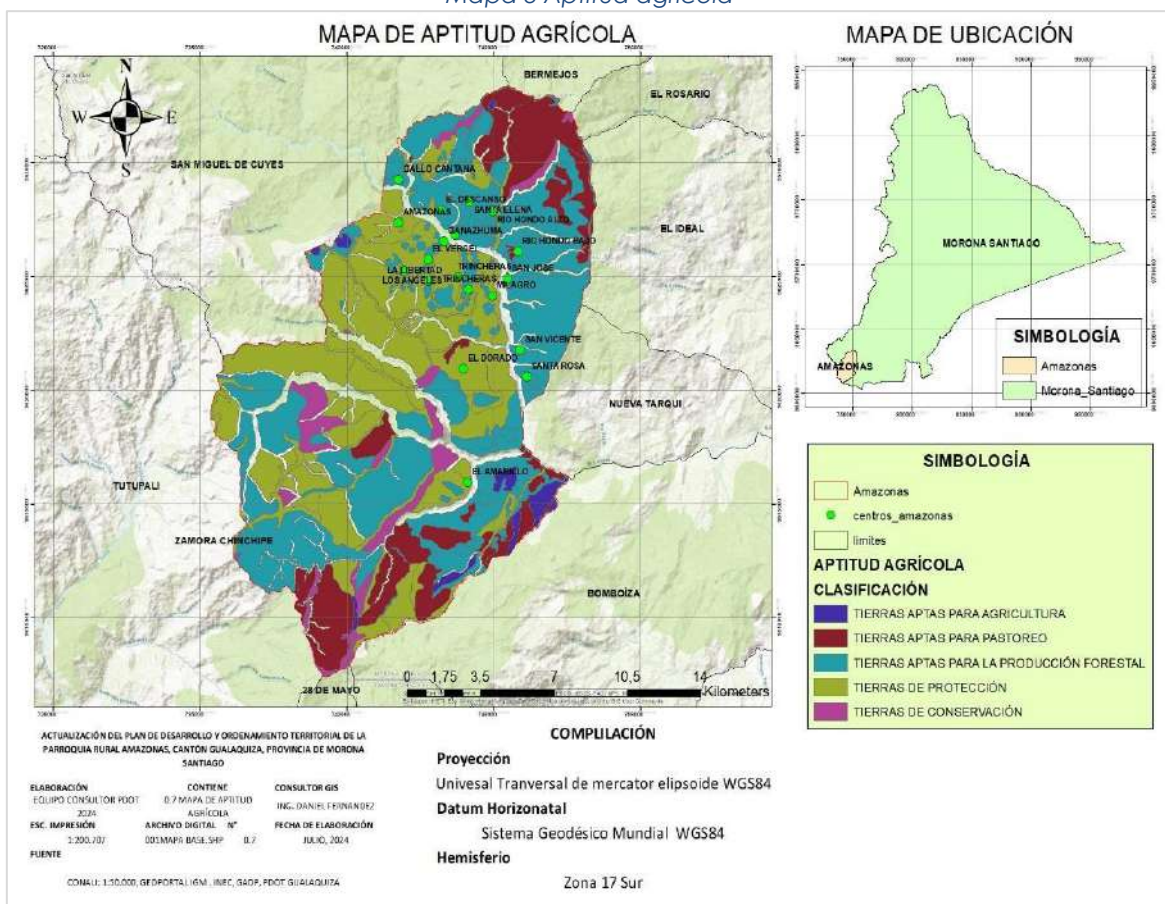 Mapa 6 Aptitud agrícola
MAPA DE APTITUD AGRÍCOLA
N
W
E
S
BERMEJOS
EL ROSARIO
SAN MIGUEL DE CUYES
GALLO CANTANA
EL DESCANSO
AMAZONAS
SANTA ELENA
RIO HONDO ALTO
GANAZHUMA
EL IDEAL
RIO HONDO BAJO
EL VERGEL
LA LIBERTAD
TRINCHERAS
SAN JOSE
LOS ANGELES
TRINCHERAS
MILAGRO
SAN VICENTE
EL DORADO
SANTA ROSA
NUEVA TARQUI
EL AMARILLO
TUTUPALI
ZAMORA CHINCHIPE
BOMBOÍZA
28 DE MAYO
0 1,75 3,5 7 10,5 14
Kilometers
MAPA DE UBICACIÓN
MORONA SANTIAGO
AMAZONAS
SIMBOLOGÍA
Amazonas
Morona_Santiago
SIMBOLOGÍA
Amazonas
centros_amazonas
limites
APTITUD AGRÍCOLA
CLASIFICACIÓN
TIERRAS APTAS PARA AGRICULTURA
TIERRAS APTAS PARA PASTOREO
TIERRAS APTAS PARA LA PRODUCCIÓN FORESTAL
TIERRAS DE PROTECCIÓN
TIERRAS DE CONSERVACIÓN
ACTUALIZACIÓN DEL PLAN DE DESARROLLO Y ORDENAMIENTO TERRITORIAL DE LA
PARROQUIA RURAL AMAZONAS, CANTÓN GUALAQUIZA, PROVINCIA DE MORONA
SANTIAGO
ELABORACIÓN CONTIENE CONSULTOR GIS
EQUIPO CONSULTOR PDOT 0.7 MAPA DE APTITUD ING. DANIEL FERNANDEZ
2024 AGRÍCOLA
ESC. IMPRESIÓN ARCHIVO DIGITAL N° FECHA DE ELABORACIÓN
1:200.707 001MAPA BASE.SHP 0.7 JULIO, 2024
FUENTE
CONALI: 1:50.000, GEOPORTAL IGM, INEC, GADP, PDOT GUALAQUIZA
COMPLILACIÓN
Proyección
Univesal Tranversal de mercator elipsoide WGS84
Datum Horizonatal
Sistema Geodésico Mundial WGS84
Hemisferio
Zona 17 Sur